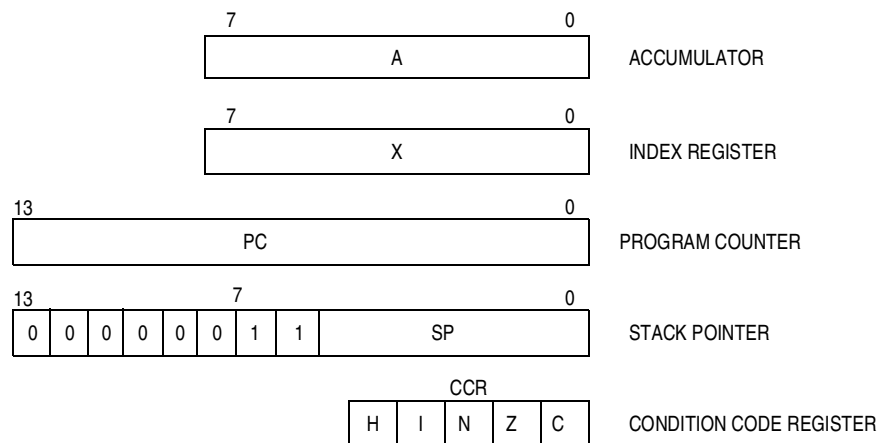 7 0
A ACCUMULATOR
7 0
X INDEX REGISTER
13 0
PC PROGRAM COUNTER
13 7 0
0 0 0 0 0 0 1 1 SP STACK POINTER
CCR
H I N Z C CONDITION CODE REGISTER